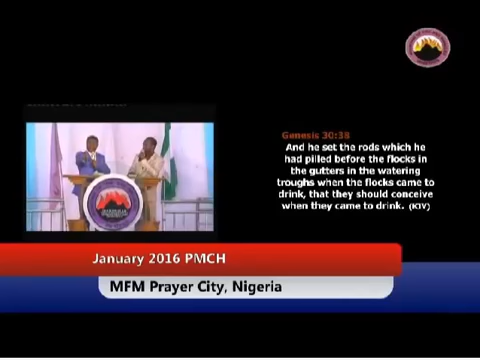 Genesis 30:38
And he set the rods which he
had pilled before the flocks in
the gutters in the watering
troughs when the flocks came to
drink, that they should conceive
when they came to drink. (KJV)
January 2016 PMCH
MFM Prayer City, Nigeria